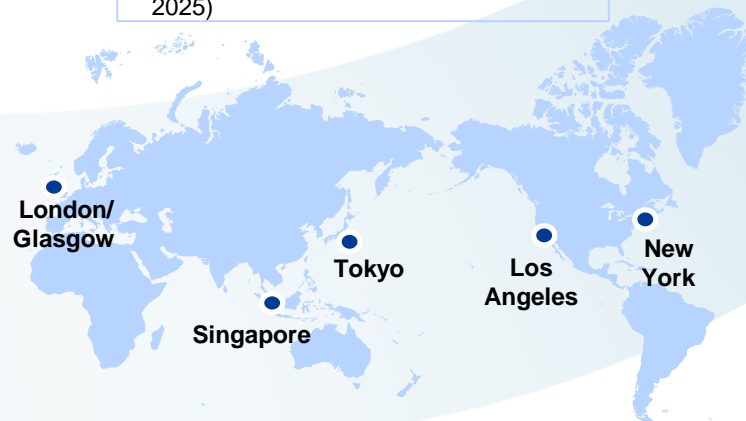 2025)
London/
Glasgow
Tokyo
Los
Angeles
New
York
Singapore